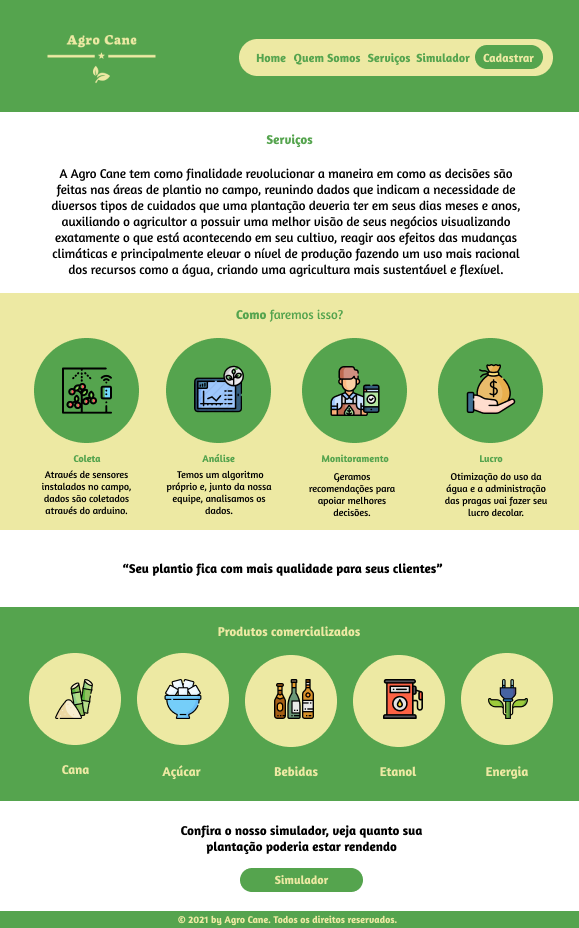 Agro Cane
Home Quem Somos Serviços Simulador Cadastrar
Serviços
A Agro Cane tem como finalidade revolucionar a maneira em como as decisões são
feitas nas áreas de plantio no campo, reunindo dados que indicam a necessidade de
diversos tipos de cuidados que uma plantação deveria ter em seus dias meses e anos,
auxiliando o agricultor a possuir uma melhor visão de seus negócios visualizando
exatamente o que está acontecendo em seu cultivo, reagir aos efeitos das mudanças
climáticas e principalmente elevar o nível de produção fazendo um uso mais racional
dos recursos como a água, criando uma agricultura mais sustentável e flexível.
Como faremos isso?
Coleta
Através de sensores
instalados no campo,
dados são coletados
através do arduino.
Análise
Temos um algoritmo
próprio e, junto da nossa
equipe, analisamos os
dados.
Monitoramento
Geramos
recomendações para
apoiar melhores
decisões.
$
Lucro
Otimização do uso da
água e a administração
das pragas vai fazer seu
lucro decolar.
“Seu plantio fica com mais qualidade para seus clientes”
Produtos comercializados
Cana
Açúcar
Bebidas
Etanol
Energia
Confira o nosso simulador, veja quanto sua
plantação poderia estar rendendo
Simulador
© 2021 by Agro Cane. Todos os direitos reservados.